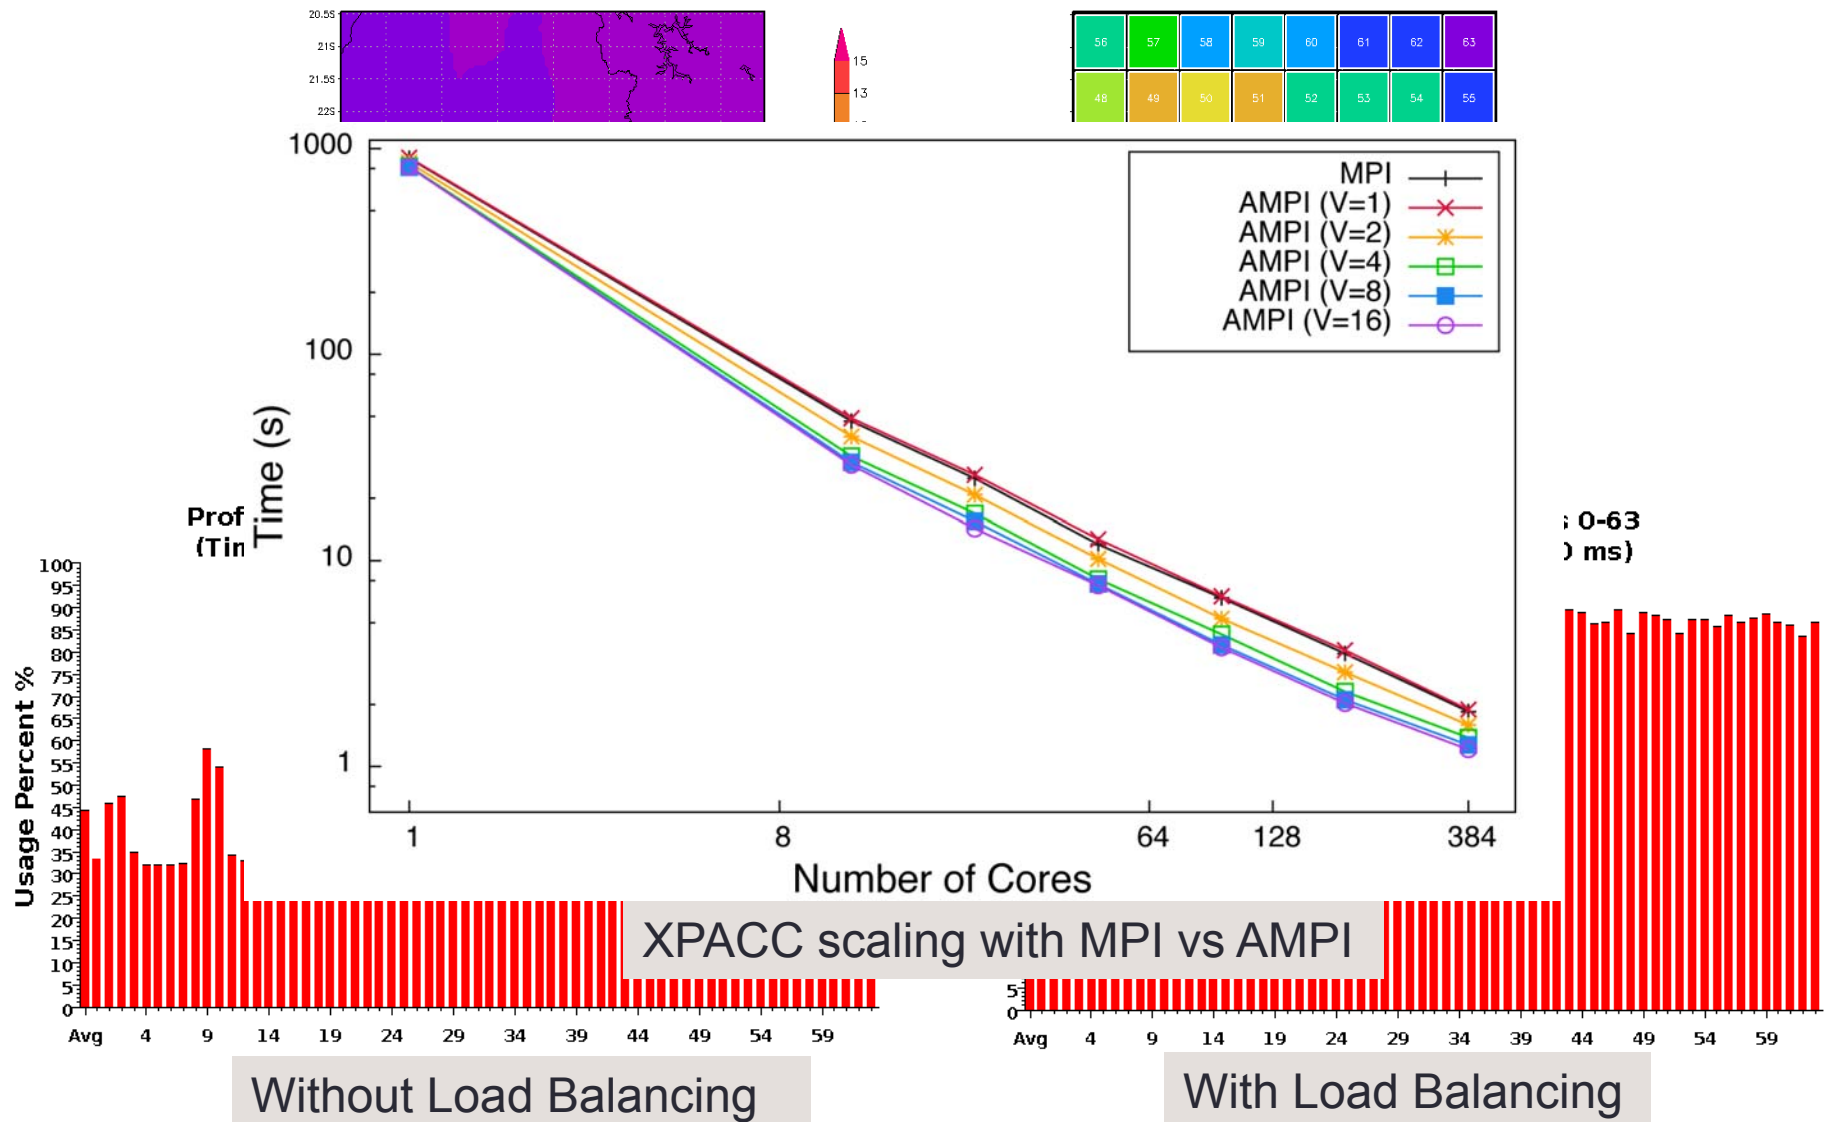 20.5S
21S
21.5S
22S
15
13
56 57 58 59 60 61 62 63
48 49 50 51 52 53 54 55
1000
100
10
1
Time (s)
MPI
AMPI (V=1)
AMPI (V=2)
AMPI (V=4)
AMPI (V=8)
AMPI (V=16)
1 8 64 128 384
Number of Cores
XPACC scaling with MPI vs AMPI
Prof
(Tin
0-63
ms)
Usage Percent %
100
95
90
85
80
75
70
65
60
55
50
45
40
35
30
25
20
15
10
5
0
Avg 4 9 14 19 24 29 34 39 44 49 54 59
Without Load Balancing
5
0
Avg 4 9 14 19 24 29 34 39 44 49 54 59
With Load Balancing